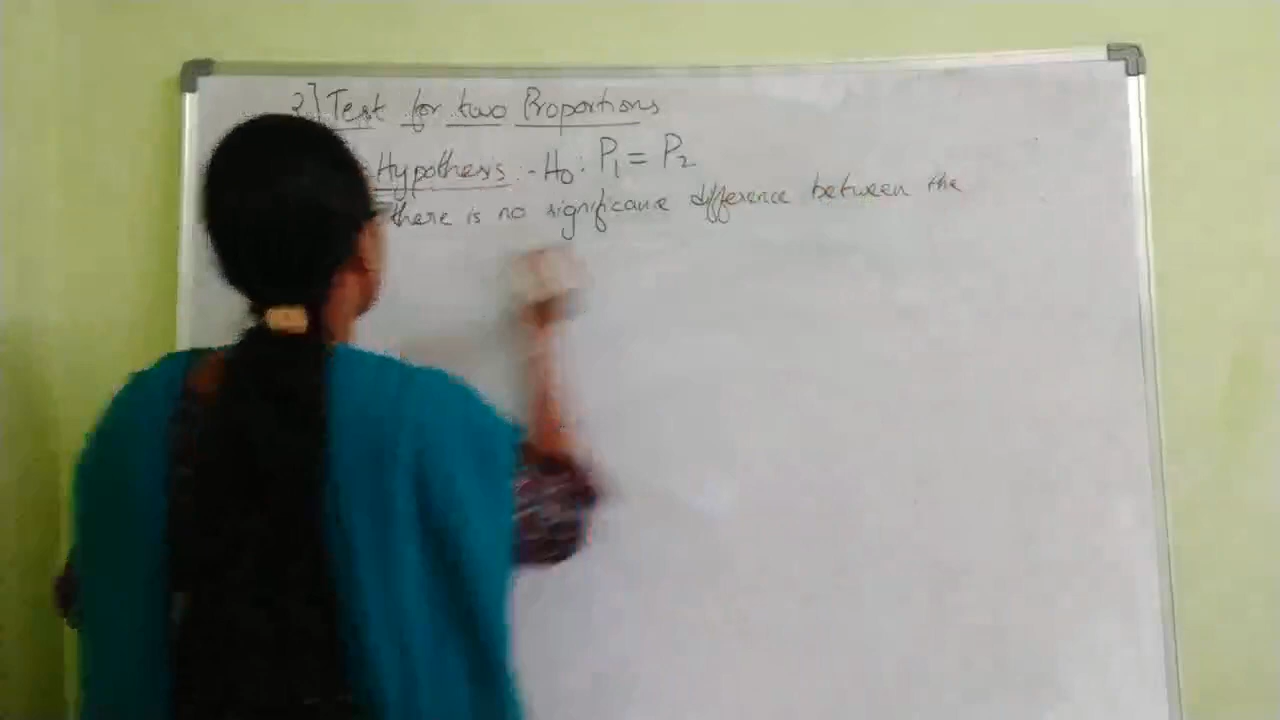 2] Test for two Proportions
Hypothesis :- H₀ : P₁ = P₂
there is no significance difference between the